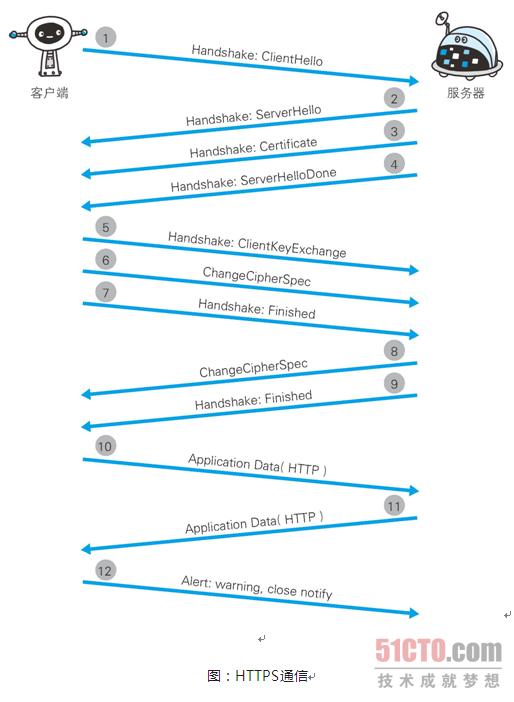 1
Handshake: ClientHello
客户端
服务器
2
Handshake: ServerHello
3
Handshake: Certificate
4
Handshake: ServerHelloDone
5
Handshake: ClientKeyExchange
6
ChangeCipherSpec
7
Handshake: Finished
8
ChangeCipherSpec
9
Handshake: Finished
10
Application Data( HTTP )
11
Application Data( HTTP )
12
Alert: warning, close notify
图：HTTPS通信
51CTO.com
技术成就梦想